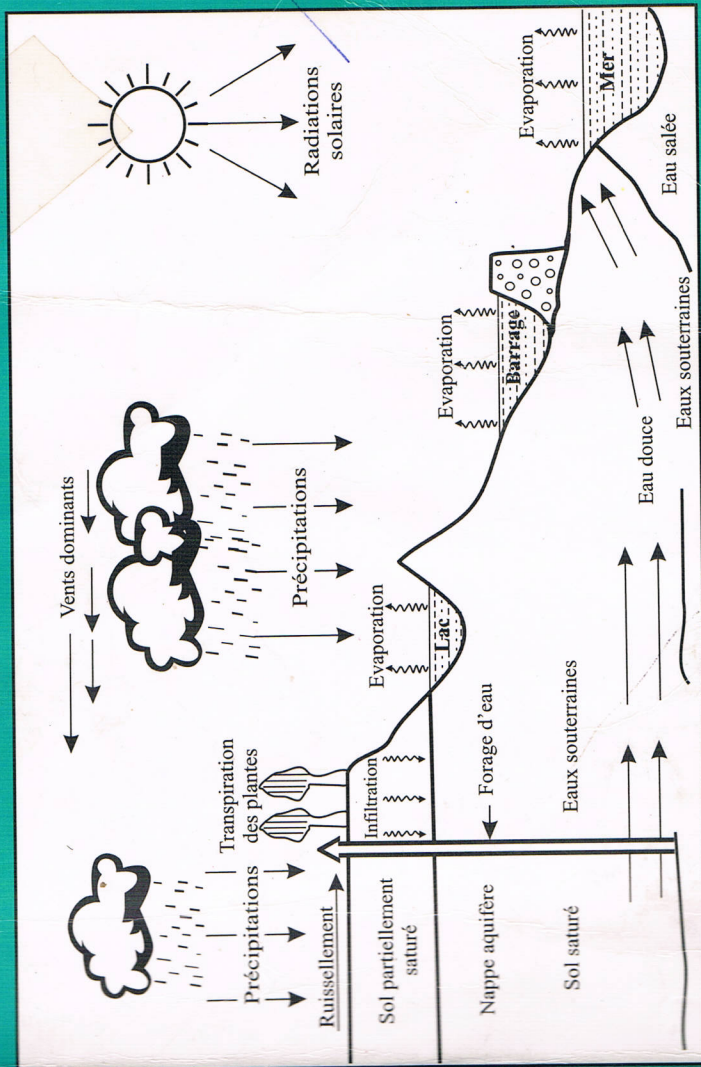 Vents dominants
Radiations
solaires
Précipitations
Précipitations
Transpiration
des plantes
Ruissellement
Evaporation
Evaporation
Evaporation
Infiltration
Lac
Barrage
Mer
Sol partiellement
saturé
Forage d'eau
Nappe aquifère
Eaux souterraines
Eau douce
Eau salée
Sol saturé
Eaux souterraines